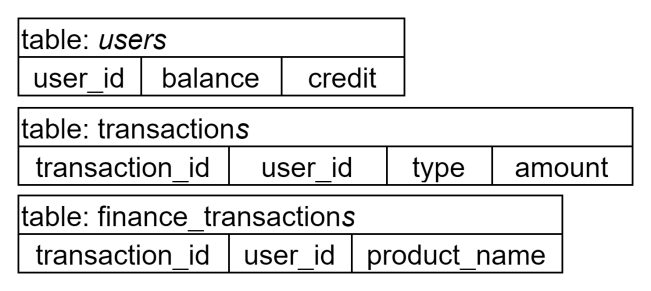 table: users
user_id balance credit
table: transactions
transaction_id user_id type amount
table: finance_transactions
transaction_id user_id product_name